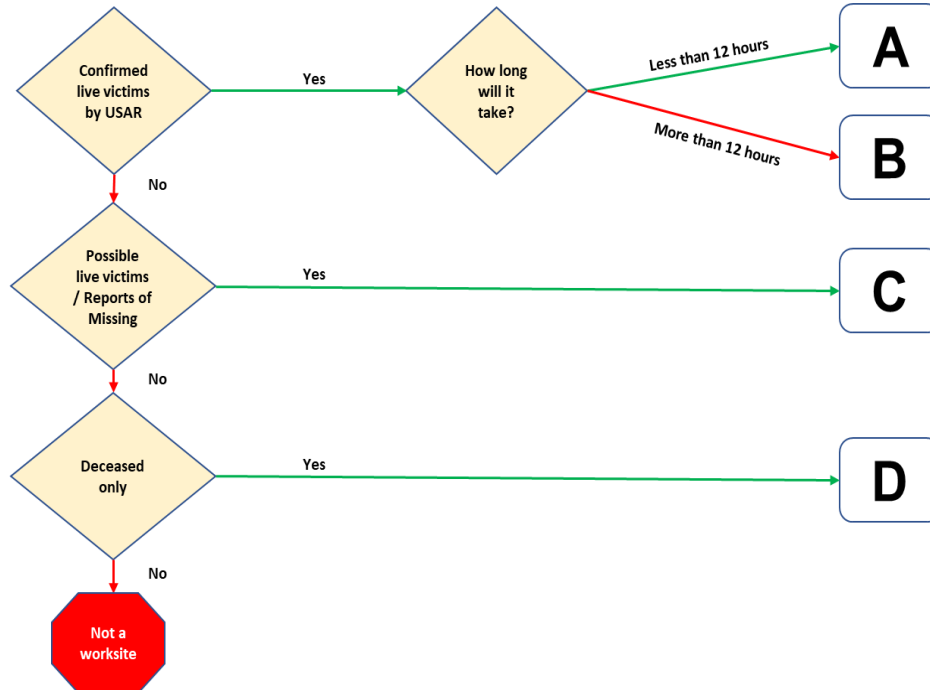 Confirmed
live victims
by USAR
Yes
How long
will it
take?
Less than 12 hours
A
More than 12 hours
B
No
Possible
live victims
/ Reports of
Missing
Yes
C
No
Deceased
only
Yes
D
No
Not a
worksite